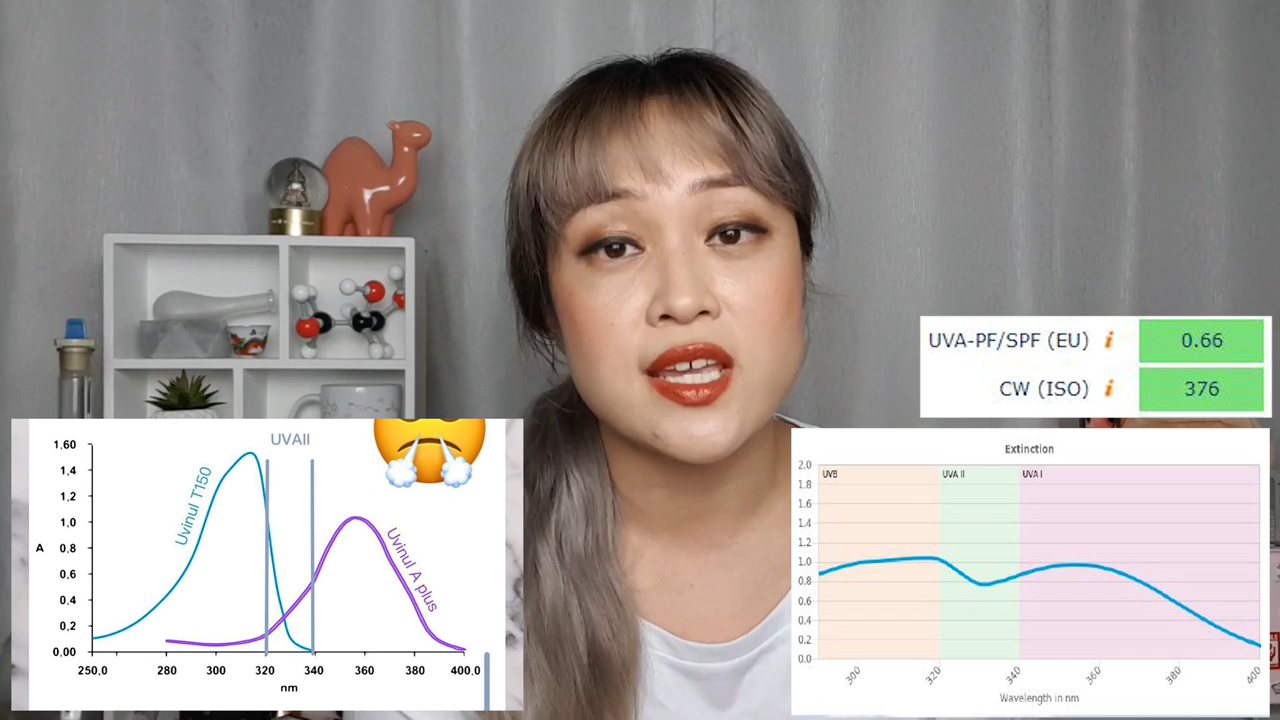 UVAII
Uvinul T150
Uvinul A plus
1.60
1.4
1.2
1.0
0.8
0.6
0.4
0,2
0,00
A
250,0 280 300 320 340 360 380 400,0
nm
UVA-PF/SPF (EU) i 0.66
CW (ISO) i 376
Extinction
UVB UVA II UVA I
2.0
1.8
1.6
1.4
1.2
1.0
0.8
0.6
0.4
0.2
0.0
300 320 340 360 380 400
Wavelength in nm